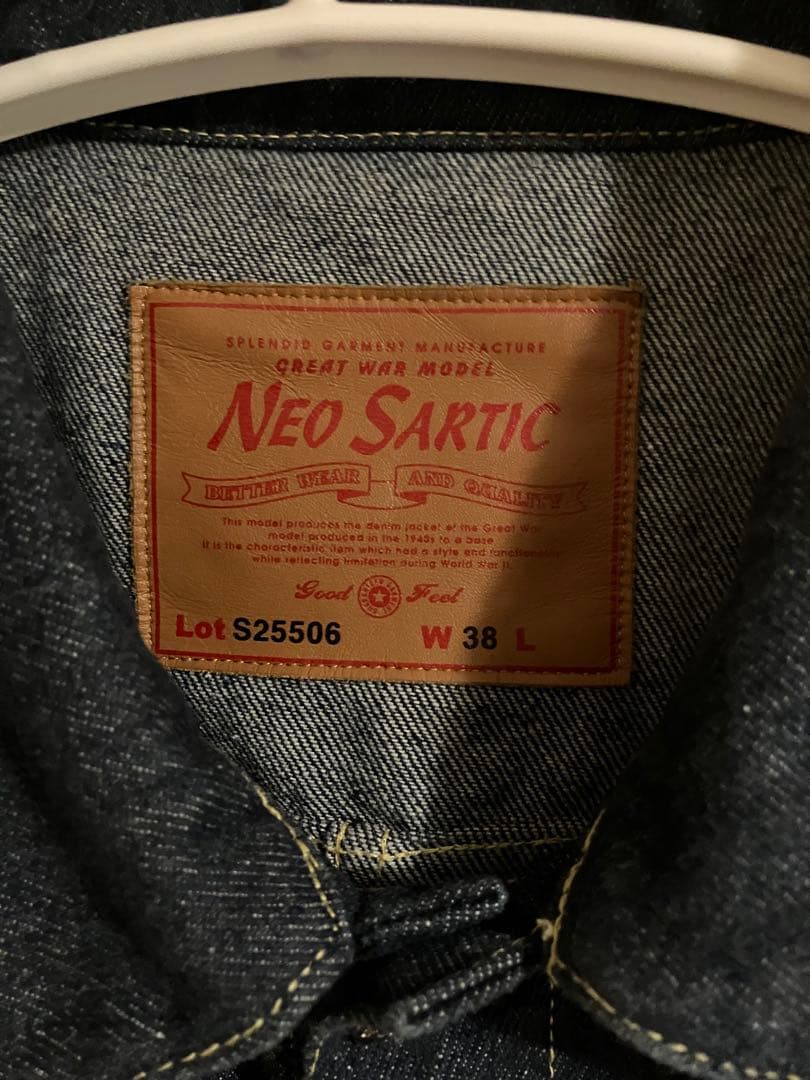 SPLENDID GARMENT MANUFACTURE
GREAT WAR MODEL
NEO SARTIC
BETTER WEAR AND QUALITY
This model produces the denim jacket of the Great War
model produced in the 1940s to a base
It is the characteristic item which had a style and functionality
while reflecting limitation during World War II.
Good Feel
Lot S25506 W 38 L